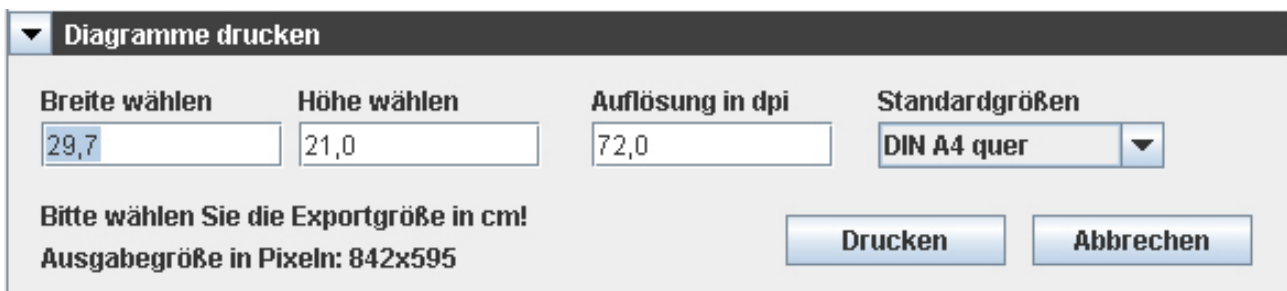 Diagramme drucken
Breite wählen Höhe wählen Auflösung in dpi Standardgrößen
29,7 21,0 72,0 DIN A4 quer
Bitte wählen Sie die Exportgröße in cm!
Ausgabegröße in Pixeln: 842x595
Drucken Abbrechen